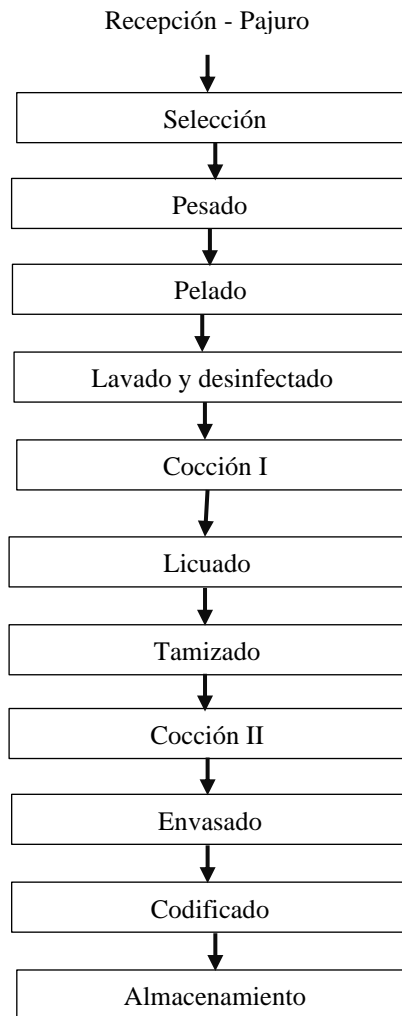 Recepción - Pajuro
Selección
Pesado
Pelado
Lavado y desinfectado
Cocción I
Licuado
Tamizado
Cocción II
Envasado
Codificado
Almacenamiento